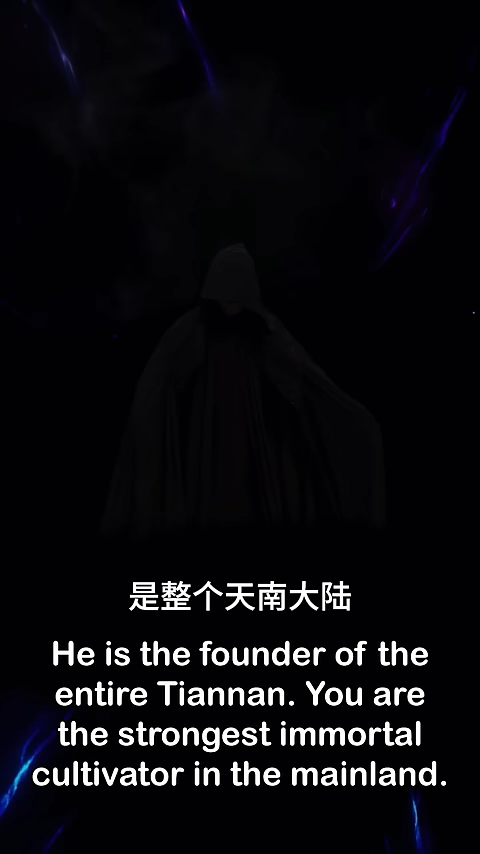 是整个天南大陆
He is the founder of the
entire Tiannan. You are
the strongest immortal
cultivator in the mainland.